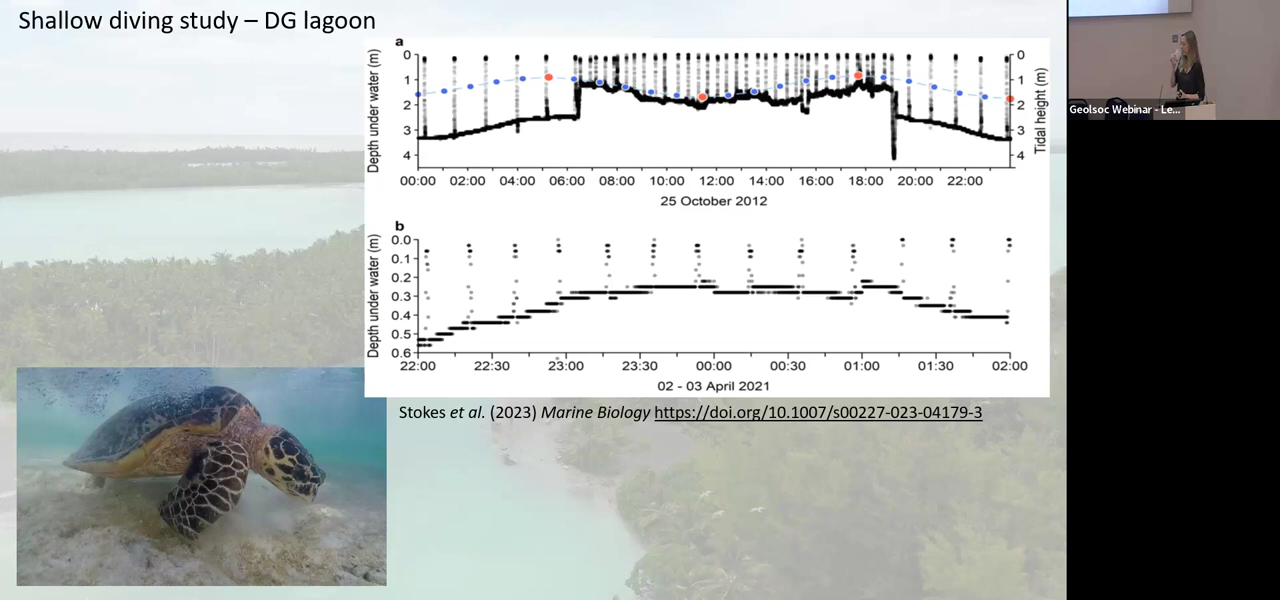 Shallow diving study – DG lagoon
a
Depth under water (m)
0
1
2
3
4
0
1
2
3
4
Tidal height (m)
00:00 02:00 04:00 06:00 08:00 10:00 12:00 14:00 16:00 18:00 20:00 22:00
25 October 2012
b
Depth under water (m)
0.0
0.1
0.2
0.3
0.4
0.5
0.6
22:00 22:30 23:00 23:30 00:00 00:30 01:00 01:30 02:00
02 - 03 April 2021
Stokes et al. (2023) Marine Biology https://doi.org/10.1007/s00227-023-04179-3
Geolsoc Webinar - Le...